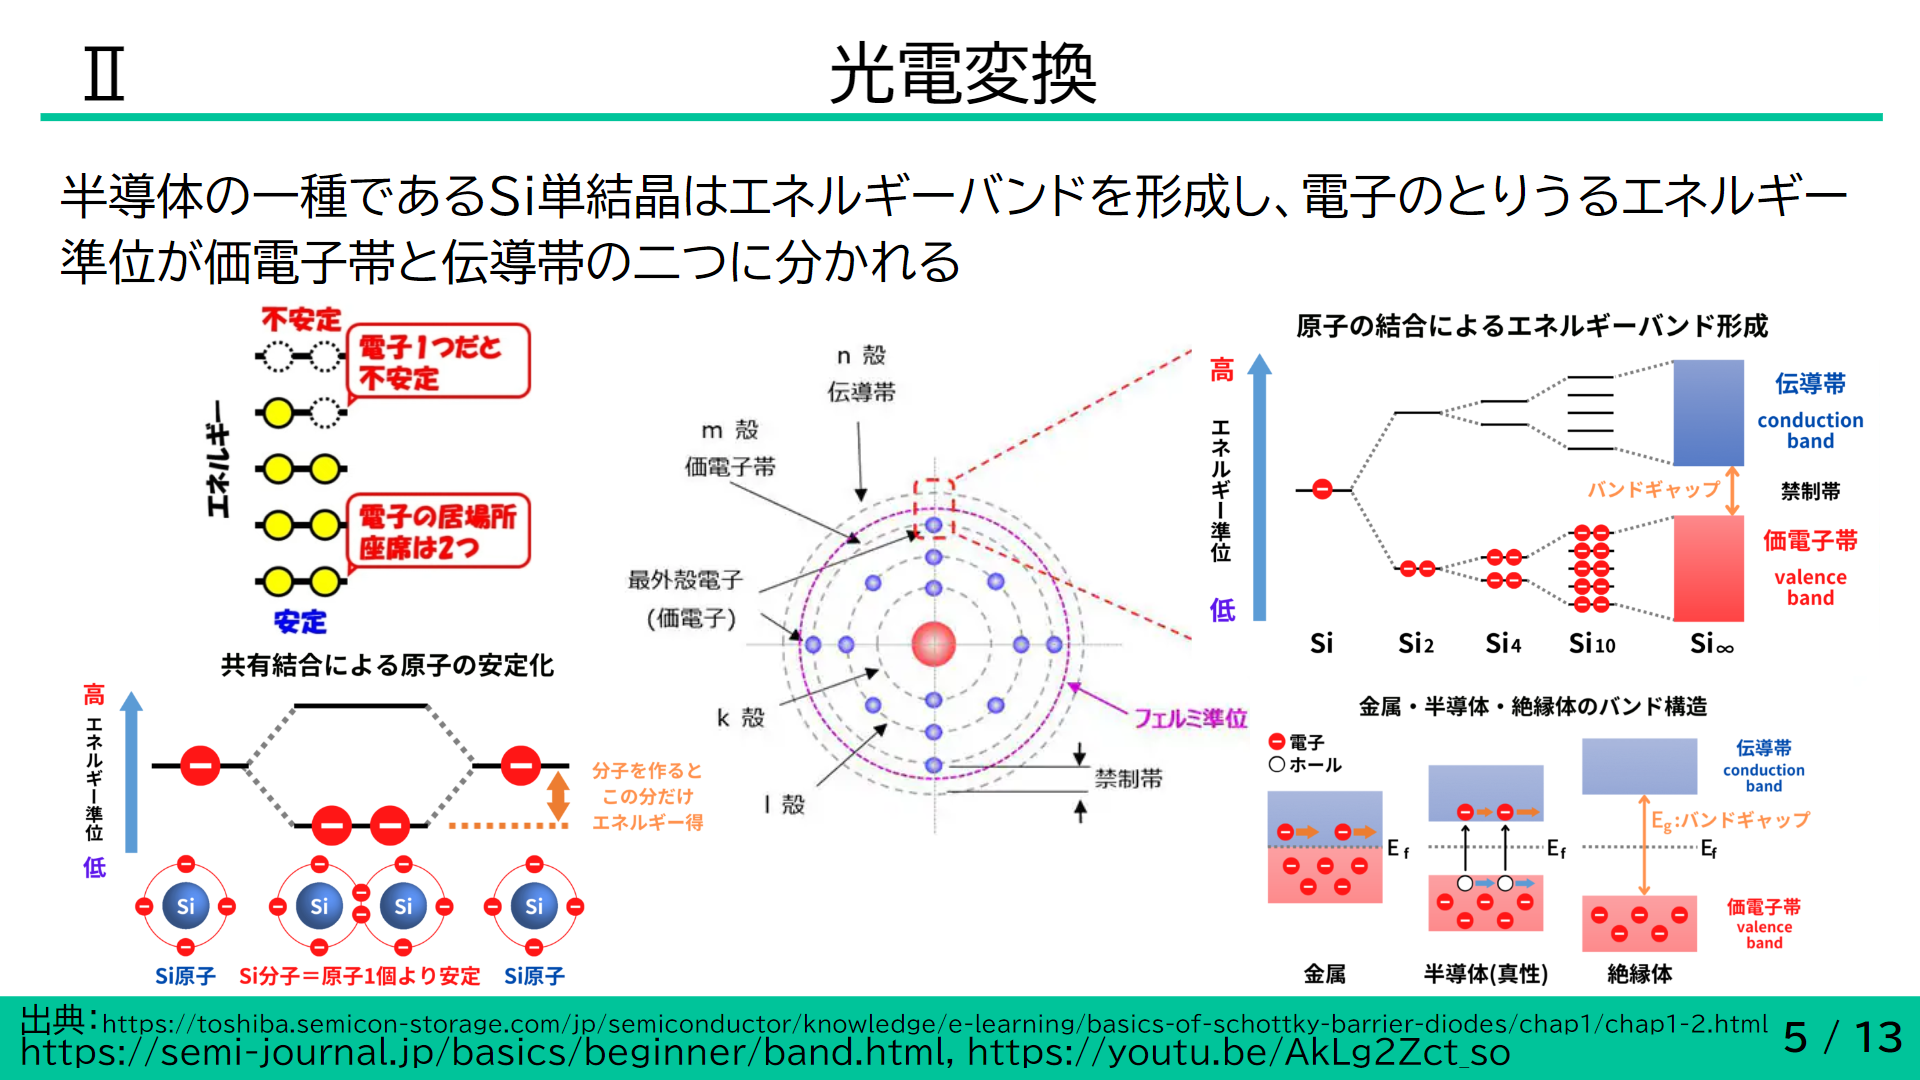 Ⅱ
光電変換
半導体の一種であるSi単結晶はエネルギーバンドを形成し、電子のとりうるエネルギー
準位が価電子帯と伝導帯の二つに分かれる
不安定
電子1つだと
不安定
エネルギー
電子の居場所
座席は2つ
安定
共有結合による原子の安定化
高
エネルギー準位
低
分子を作ると
この分だけ
エネルギー得
Si
Si
Si
Si
Si原子
Si分子＝原子1個より安定
Si原子
n 殻
伝導帯
m 殻
価電子帯
最外殻電子
(価電子)
k 殻
l 殻
フェルミ準位
禁制帯
原子の結合によるエネルギーバンド形成
高
エネルギー準位
低
伝導帯
conduction
band
バンドギャップ
禁制帯
価電子帯
valence
band
Si
Si2
Si4
Si10
Si∞
金属・半導体・絶縁体のバンド構造
電子
ホール
伝導帯
conduction
band
Eg:バンドギャップ
Ef
Ef
Ef
価電子帯
valence
band
金属
半導体(真性)
絶縁体
出典：https://toshiba.semicon-storage.com/jp/semiconductor/knowledge/e-learning/basics-of-schottky-barrier-diodes/chap1/chap1-2.html
https://semi-journal.jp/basics/beginner/band.html, https://youtu.be/AkLg2Zct_so
5 / 13